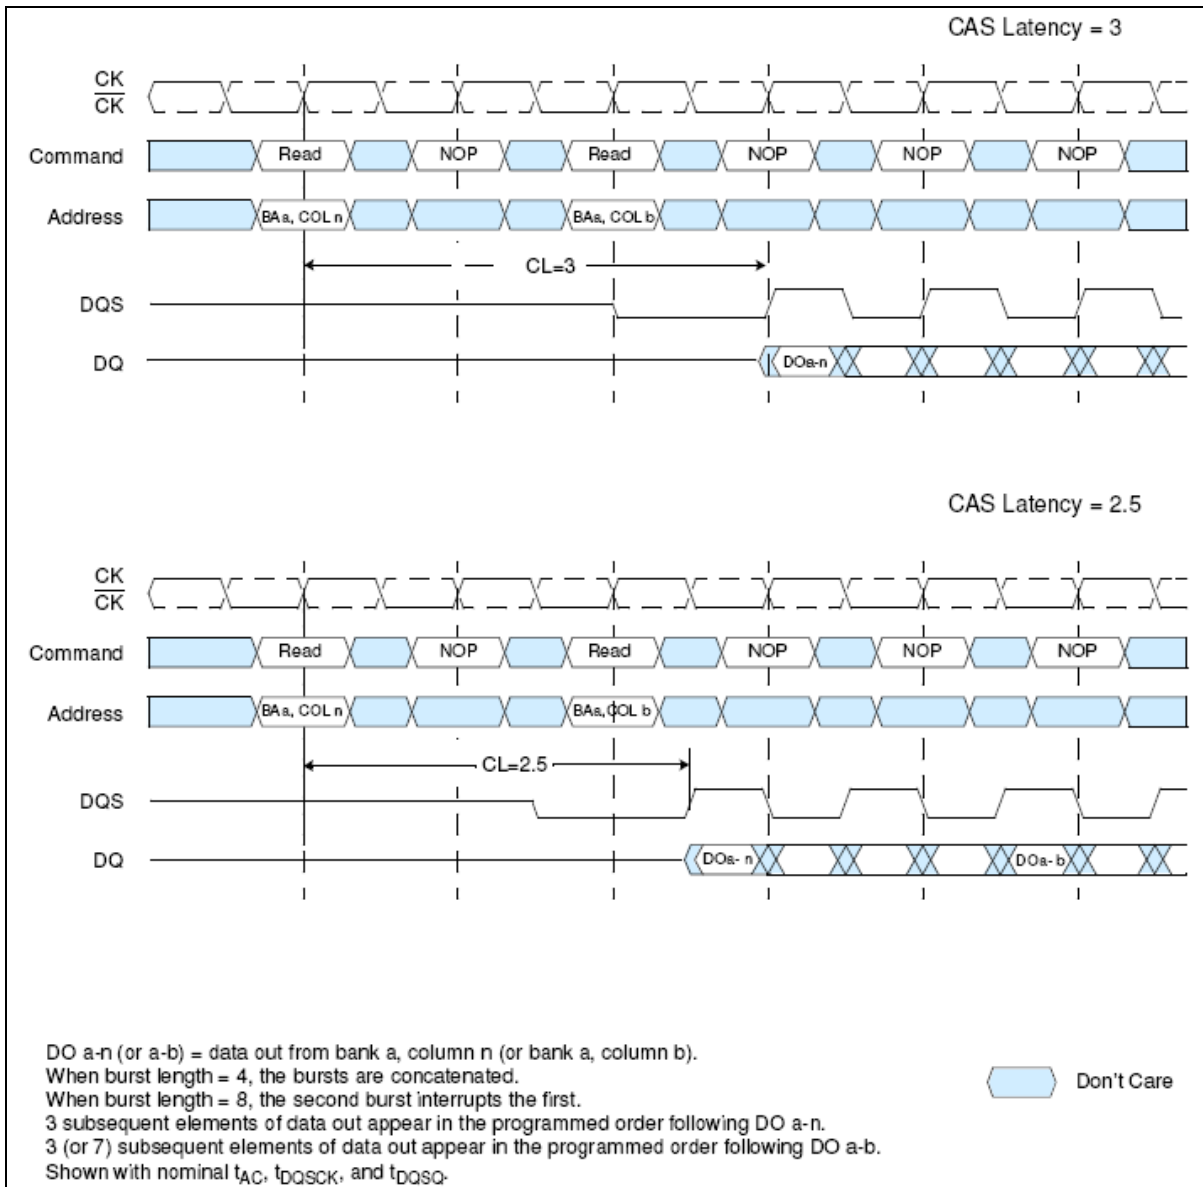 CAS Latency = 3
CK
CK
Command Read NOP Read NOP NOP NOP
Address BAa, COL n BAa, COL b
CL=3
DQS
DQ DOa-n
CAS Latency = 2.5
CK
CK
Command Read NOP Read NOP NOP NOP
Address BAa, COL n BAa, COL b
CL=2.5
DQS
DQ DOa- n DOa- b
DO a-n (or a-b) = data out from bank a, column n (or bank a, column b).
When burst length = 4, the bursts are concatenated.
When burst length = 8, the second burst interrupts the first.
3 subsequent elements of data out appear in the programmed order following DO a-n.
3 (or 7) subsequent elements of data out appear in the programmed order following DO a-b.
Shown with nominal tAC, tDQSCK, and tDQSQ.
Don't Care